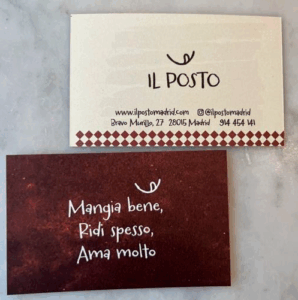 IL POSTO
www.ilpostomadrid.com @ilpostomadrid
Bravo Murillo, 27 28015 Madrid 914 454 141
Mangia bene,
Ridi spesso,
Ama molto